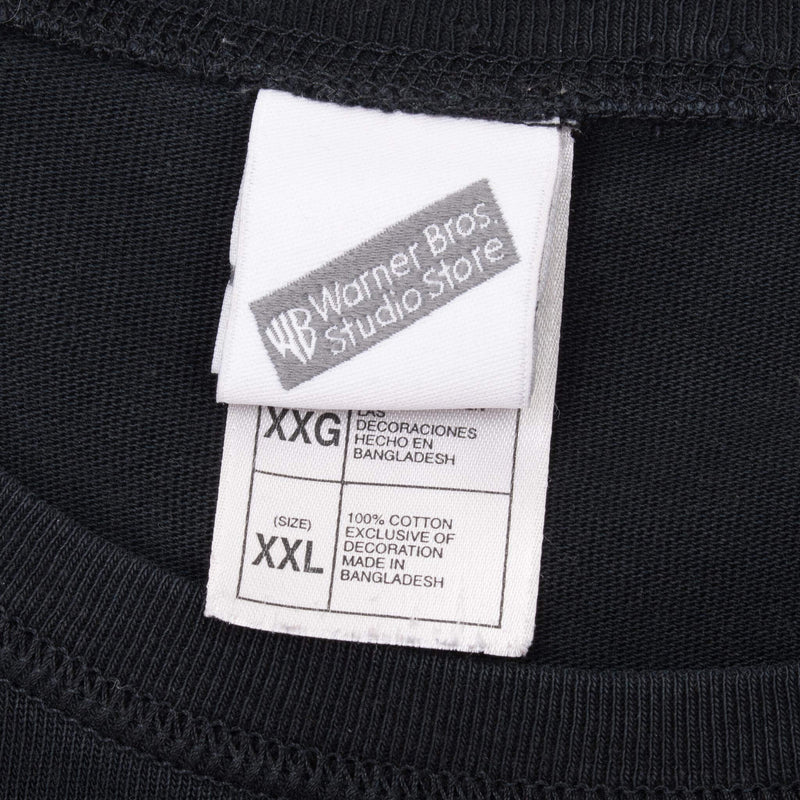 WB Warner Bros.
Studio Store
XXG
LAS
DECORACIONES
HECHO EN
BANGLADESH
(SIZE)
XXL
100% COTTON
EXCLUSIVE OF
DECORATION
MADE IN
BANGLADESH